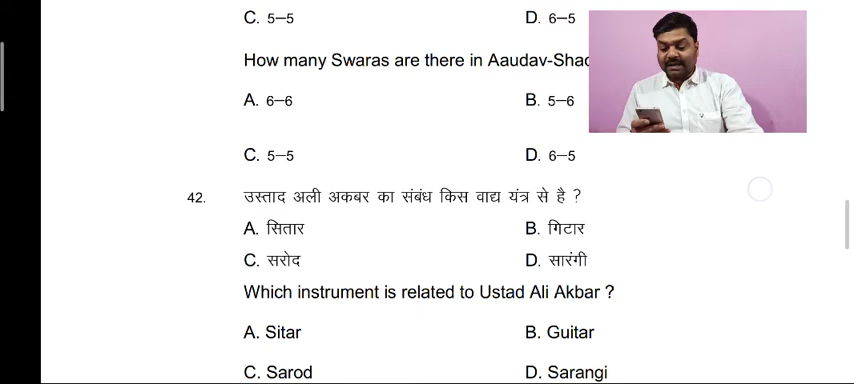 C. 5–5 D. 6–5
How many Swaras are there in Aaudav-
A. 6–6 B. 5–6
C. 5–5 D. 6–5
42. उस्ताद अली अकबर का संबंध किस वाद्य यंत्र से है ?
A. सितार B. गिटार
C. सरोद D. सारंगी
Which instrument is related to Ustad Ali Akbar ?
A. Sitar B. Guitar
C. Sarod D. Sarangi